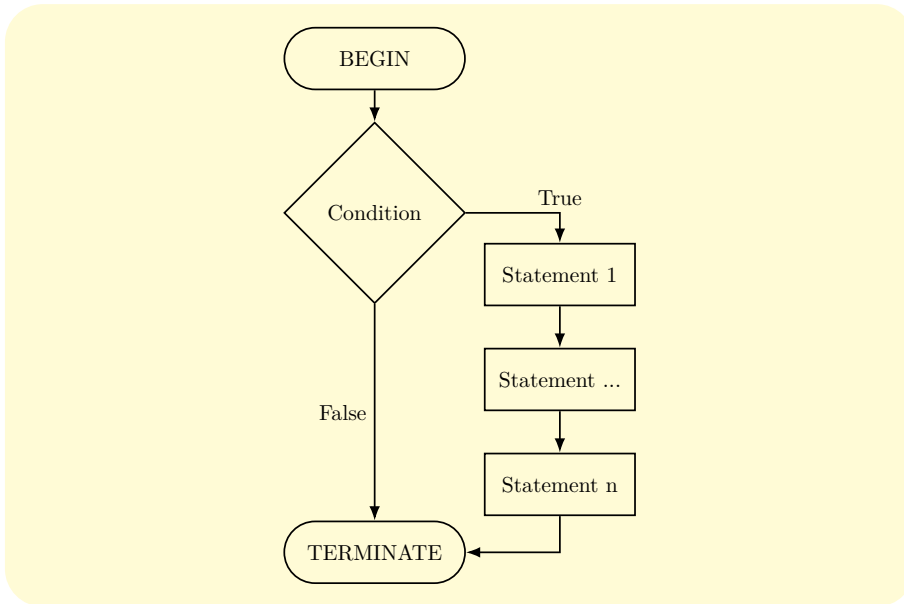 BEGIN
Condition
True
Statement 1
Statement ...
False
Statement n
TERMINATE